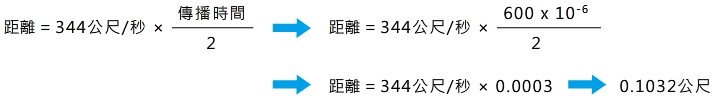 距離 = 344公尺/秒 × 傳播時間/2 → 距離 = 344公尺/秒 × 600 x 10⁻⁶/2
→ 距離 = 344公尺/秒 × 0.0003 → 0.1032公尺